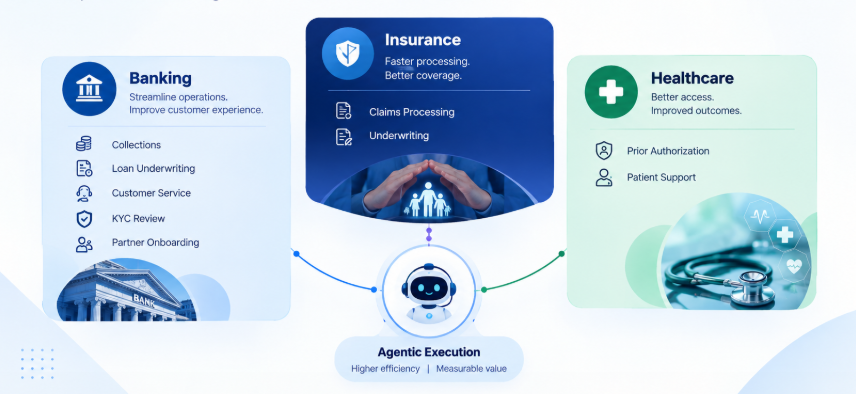 Banking
Streamline operations.
Improve customer experience.
Collections
Loan Underwriting
Customer Service
KYC Review
Partner Onboarding
BANK
Insurance
Faster processing.
Better coverage.
Claims Processing
Underwriting
Healthcare
Better access.
Improved outcomes.
Prior Authorization
Patient Support
Agentic Execution
Higher efficiency | Measurable value